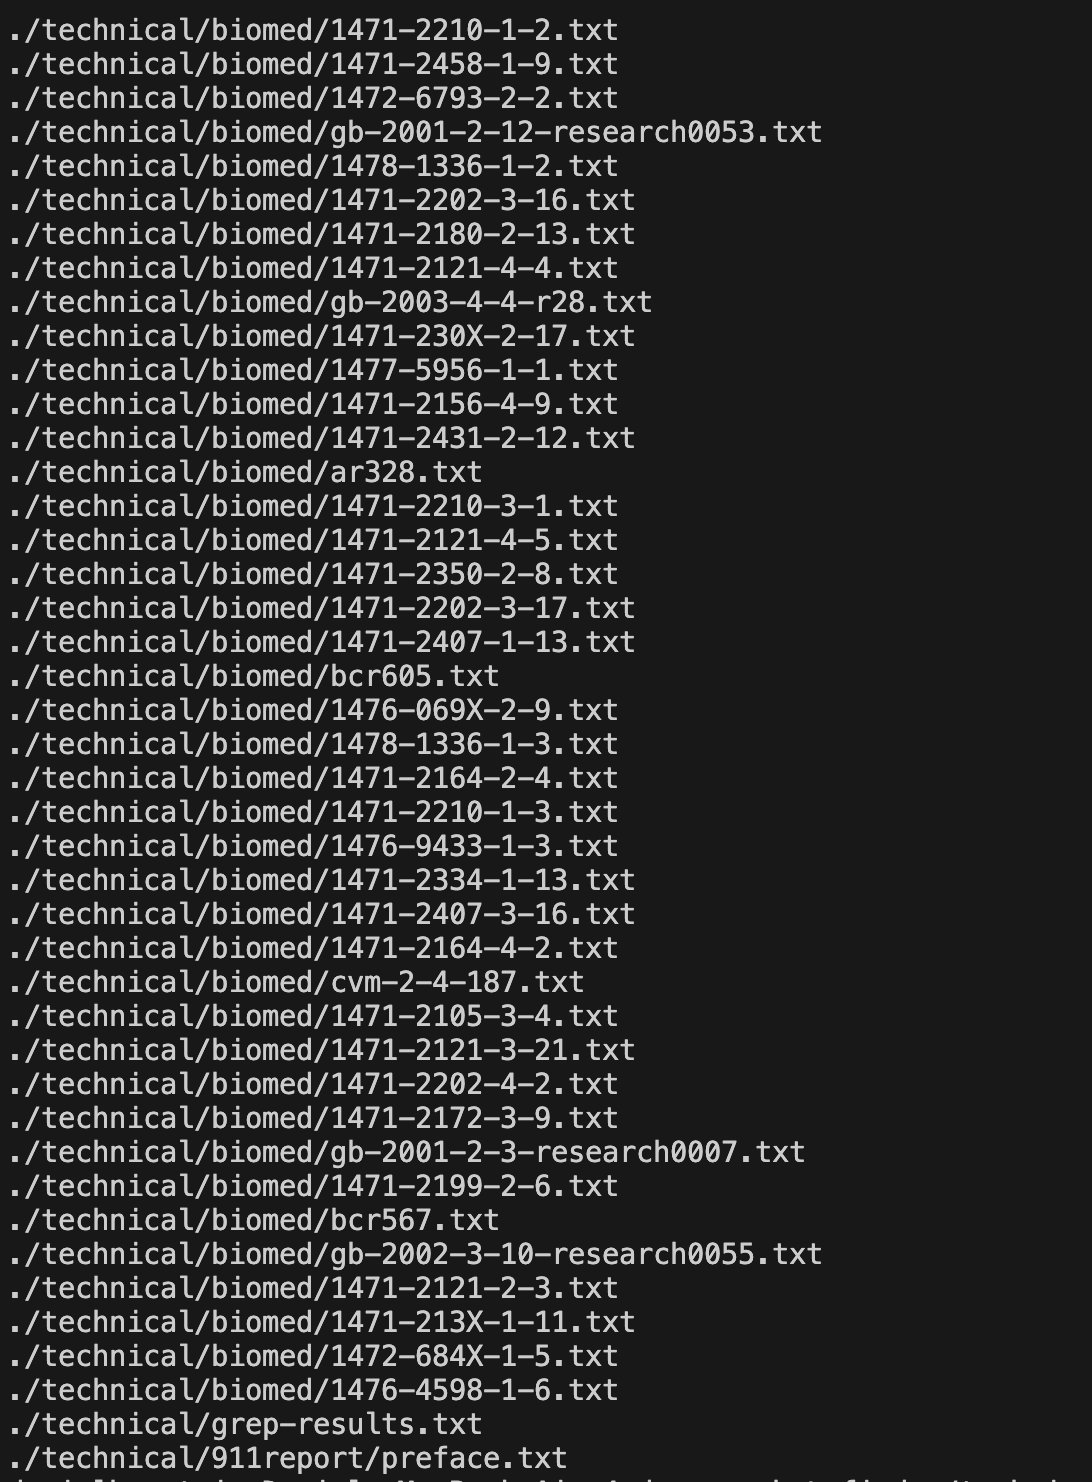 ./technical/biomed/1471-2210-1-2.txt
./technical/biomed/1471-2458-1-9.txt
./technical/biomed/1472-6793-2-2.txt
./technical/biomed/gb-2001-2-12-research0053.txt
./technical/biomed/1478-1336-1-2.txt
./technical/biomed/1471-2202-3-16.txt
./technical/biomed/1471-2180-2-13.txt
./technical/biomed/1471-2121-4-4.txt
./technical/biomed/gb-2003-4-4-r28.txt
./technical/biomed/1471-230X-2-17.txt
./technical/biomed/1477-5956-1-1.txt
./technical/biomed/1471-2156-4-9.txt
./technical/biomed/1471-2431-2-12.txt
./technical/biomed/ar328.txt
./technical/biomed/1471-2210-3-1.txt
./technical/biomed/1471-2121-4-5.txt
./technical/biomed/1471-2350-2-8.txt
./technical/biomed/1471-2202-3-17.txt
./technical/biomed/1471-2407-1-13.txt
./technical/biomed/bcr605.txt
./technical/biomed/1476-069X-2-9.txt
./technical/biomed/1478-1336-1-3.txt
./technical/biomed/1471-2164-2-4.txt
./technical/biomed/1471-2210-1-3.txt
./technical/biomed/1476-9433-1-3.txt
./technical/biomed/1471-2334-1-13.txt
./technical/biomed/1471-2407-3-16.txt
./technical/biomed/1471-2164-4-2.txt
./technical/biomed/cvm-2-4-187.txt
./technical/biomed/1471-2105-3-4.txt
./technical/biomed/1471-2121-3-21.txt
./technical/biomed/1471-2202-4-2.txt
./technical/biomed/1471-2172-3-9.txt
./technical/biomed/gb-2001-2-3-research0007.txt
./technical/biomed/1471-2199-2-6.txt
./technical/biomed/bcr567.txt
./technical/biomed/gb-2002-3-10-research0055.txt
./technical/biomed/1471-2121-2-3.txt
./technical/biomed/1471-213X-1-11.txt
./technical/biomed/1472-684X-1-5.txt
./technical/biomed/1476-4598-1-6.txt
./technical/grep-results.txt
./technical/911report/preface.txt